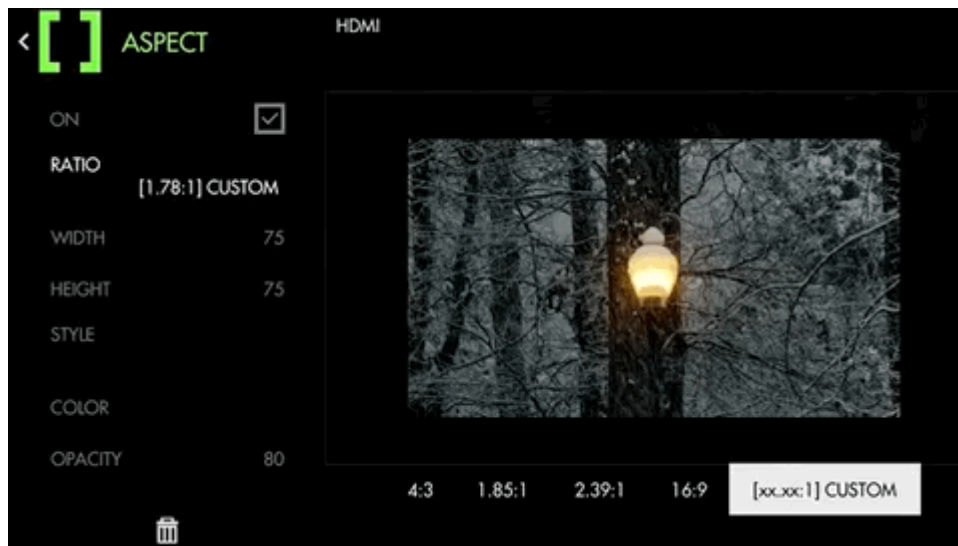 HDMI
ASPECT
ON
RATIO
[1.78:1] CUSTOM
WIDTH 75
HEIGHT 75
STYLE
COLOR
OPACITY 80
4:3 1.85:1 2.39:1 16:9 [xx.xx:1] CUSTOM